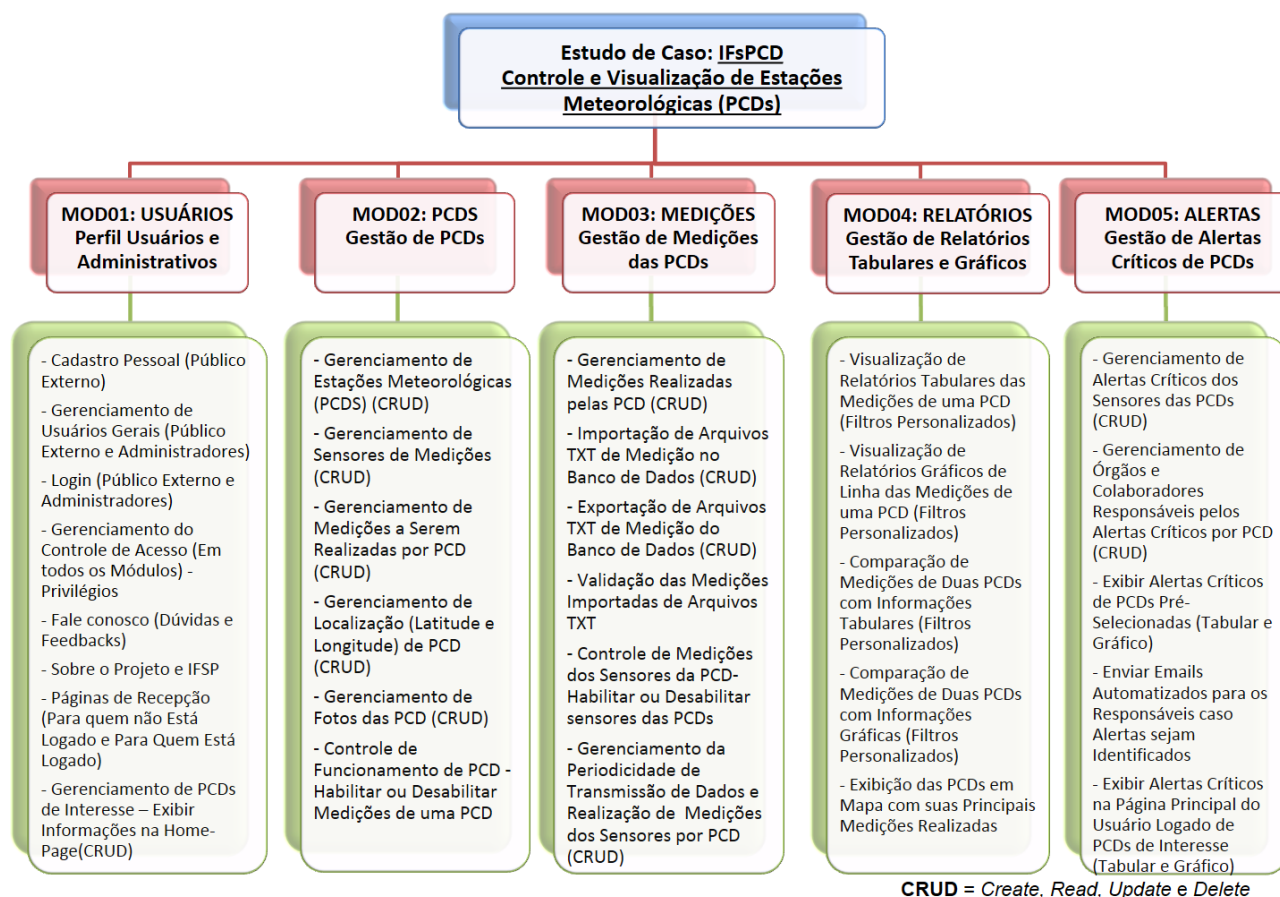 Estudo de Caso: IFsPCD
Controle e Visualização de Estações
Meteorológicas (PCDs)
MOD01: USUÁRIOS
Perfil Usuários e
Administrativos
- Cadastro Pessoal (Público
Externo)
- Gerenciamento de
Usuários Gerais (Público
Externo e Administradores)
- Login (Público Externo e
Administradores)
- Gerenciamento do
Controle de Acesso (Em
todos os Módulos) -
Privilégios
- Fale conosco (Dúvidas e
Feedbacks)
- Sobre o Projeto e IFSP
- Páginas de Recepção
(Para quem não Está
Logado e Para Quem Está
Logado)
- Gerenciamento de PCDs
de Interesse – Exibir
Informações na Home-
Page(CRUD)
MOD02: PCDS
Gestão de PCDs
- Gerenciamento de
Estações Meteorológicas
(PCDS) (CRUD)
- Gerenciamento de
Sensores de Medições
(CRUD)
- Gerenciamento de
Medições a Serem
Realizadas por PCD
(CRUD)
- Gerenciamento de
Localização (Latitude e
Longitude) de PCD
(CRUD)
- Gerenciamento de
Fotos das PCD (CRUD)
- Controle de
Funcionamento de PCD -
Habilitar ou Desabilitar
Medições de uma PCD
MOD03: MEDIÇÕES
Gestão de Medições
das PCDs
- Gerenciamento de
Medições Realizadas
pelas PCD (CRUD)
- Importação de Arquivos
TXT de Medição no
Banco de Dados (CRUD)
- Exportação de Arquivos
TXT de Medição do
Banco de Dados (CRUD)
- Validação das Medições
Importadas de Arquivos
TXT
- Controle de Medições
dos Sensores da PCD-
Habilitar ou Desabilitar
sensores das PCDs
- Gerenciamento da
Periodicidade de
Transmissão de Dados e
Realização de Medições
dos Sensores por PCD
(CRUD)
MOD04: RELATÓRIOS
Gestão de Relatórios
Tabulares e Gráficos
- Visualização de
Relatórios Tabulares das
Medições de uma PCD
(Filtros Personalizados)
- Visualização de
Relatórios Gráficos de
Linha das Medições de
uma PCD (Filtros
Personalizados)
- Comparação de
Medições de Duas PCDs
com Informações
Tabulares (Filtros
Personalizados)
- Comparação de
Medições de Duas PCDs
com Informações
Gráficas (Filtros
Personalizados)
- Exibição das PCDs em
Mapa com suas Principais
Medições Realizadas
MOD05: ALERTAS
Gestão de Alertas
Críticos de PCDs
- Gerenciamento de
Alertas Críticos dos
Sensores das PCDs
(CRUD)
- Gerenciamento de
Órgãos e
Colaboradores
Responsáveis pelos
Alertas Críticos por PCD
(CRUD)
- Exibir Alertas Críticos
de PCDs Pré-
Selecionadas (Tabular e
Gráfico)
- Enviar Emails
Automatizados para os
Responsáveis caso
Alertas sejam
Identificados
- Exibir Alertas Críticos
na Página Principal do
Usuário Logado de
PCDs de Interesse
(Tabular e Gráfico)
CRUD = Create, Read, Update e Delete